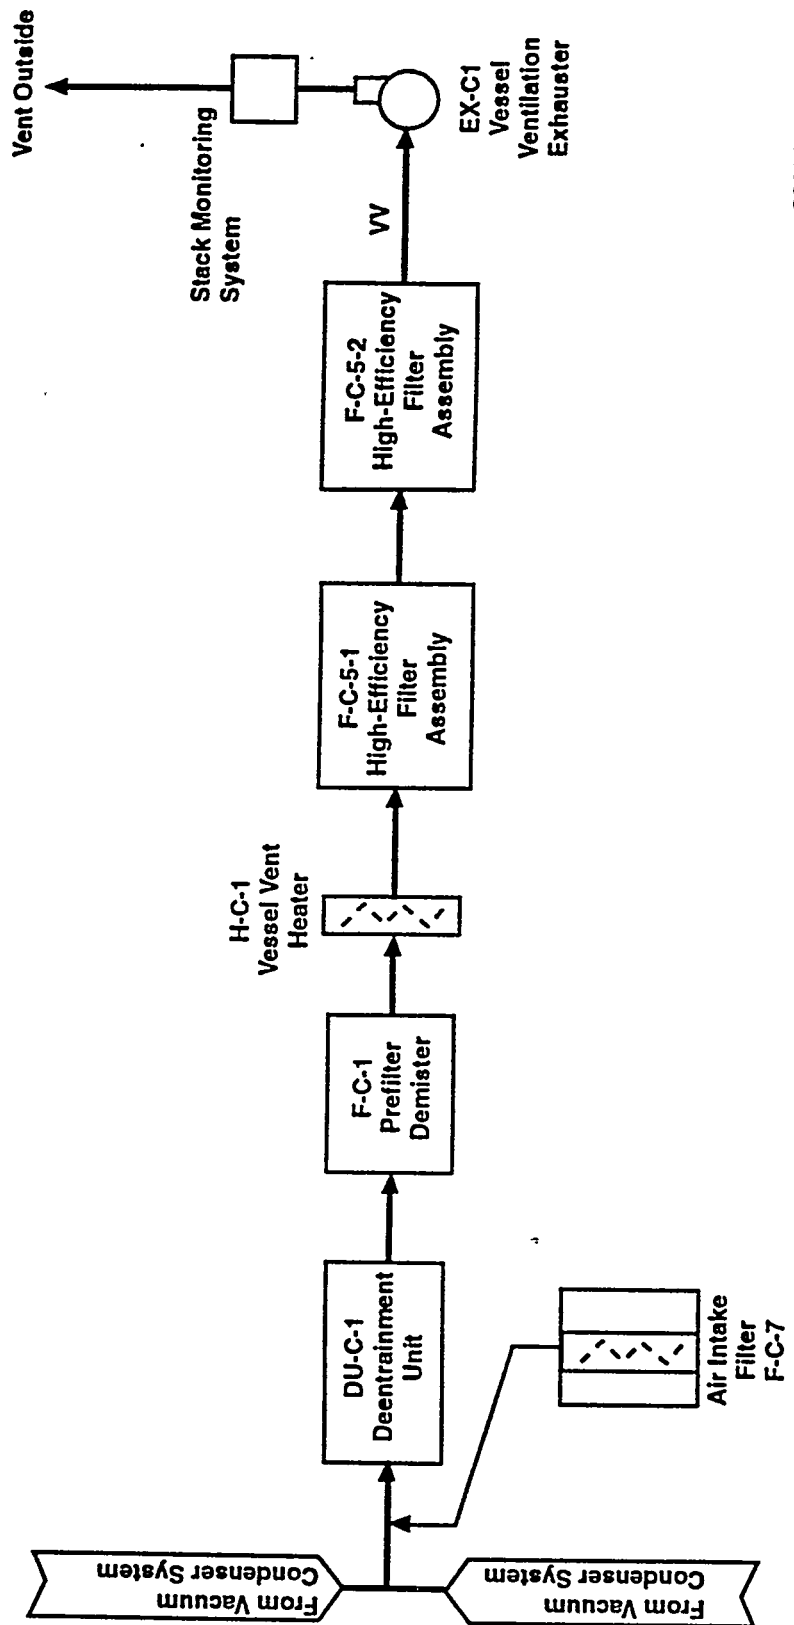 From Vacuum
Condenser System
From Vacuum
Condenser System
DU-C-1
Deentrainment
Unit
Air Intake
Filter
F-C-7
F-C-1
Prefilter
Demister
H-C-1
Vessel Vent
Heater
F-C-5-1
High-Efficiency
Filter
Assembly
F-C-5-2
High-Efficiency
Filter
Assembly
VV
EX-C1
Vessel
Ventilation
Exhauster
Stack Monitoring
System
Vent Outside